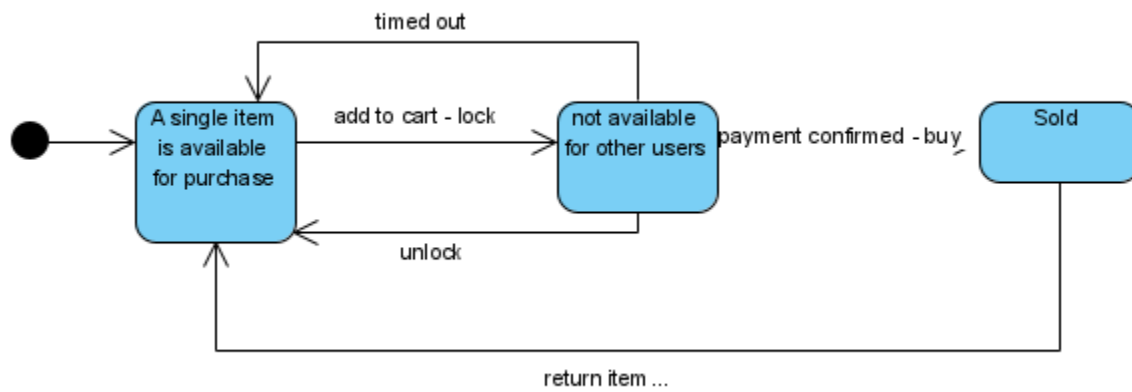 timed out
A single item
is available
for purchase
add to cart - lock
not available
for other users
payment confirmed - buy
Sold
unlock
return item ...